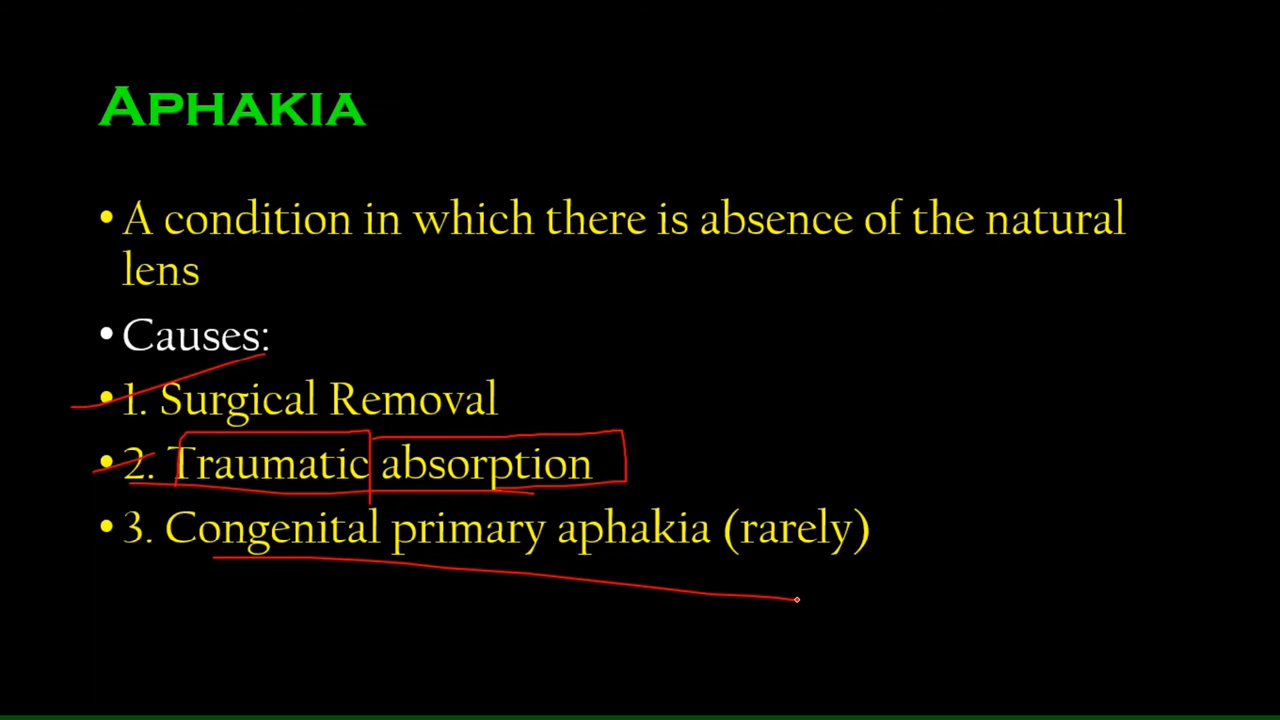 APHAKIA
• A condition in which there is absence of the natural
lens
• Causes:
• 1. Surgical Removal
• 2. Traumatic absorption
• 3. Congenital primary aphakia (rarely)